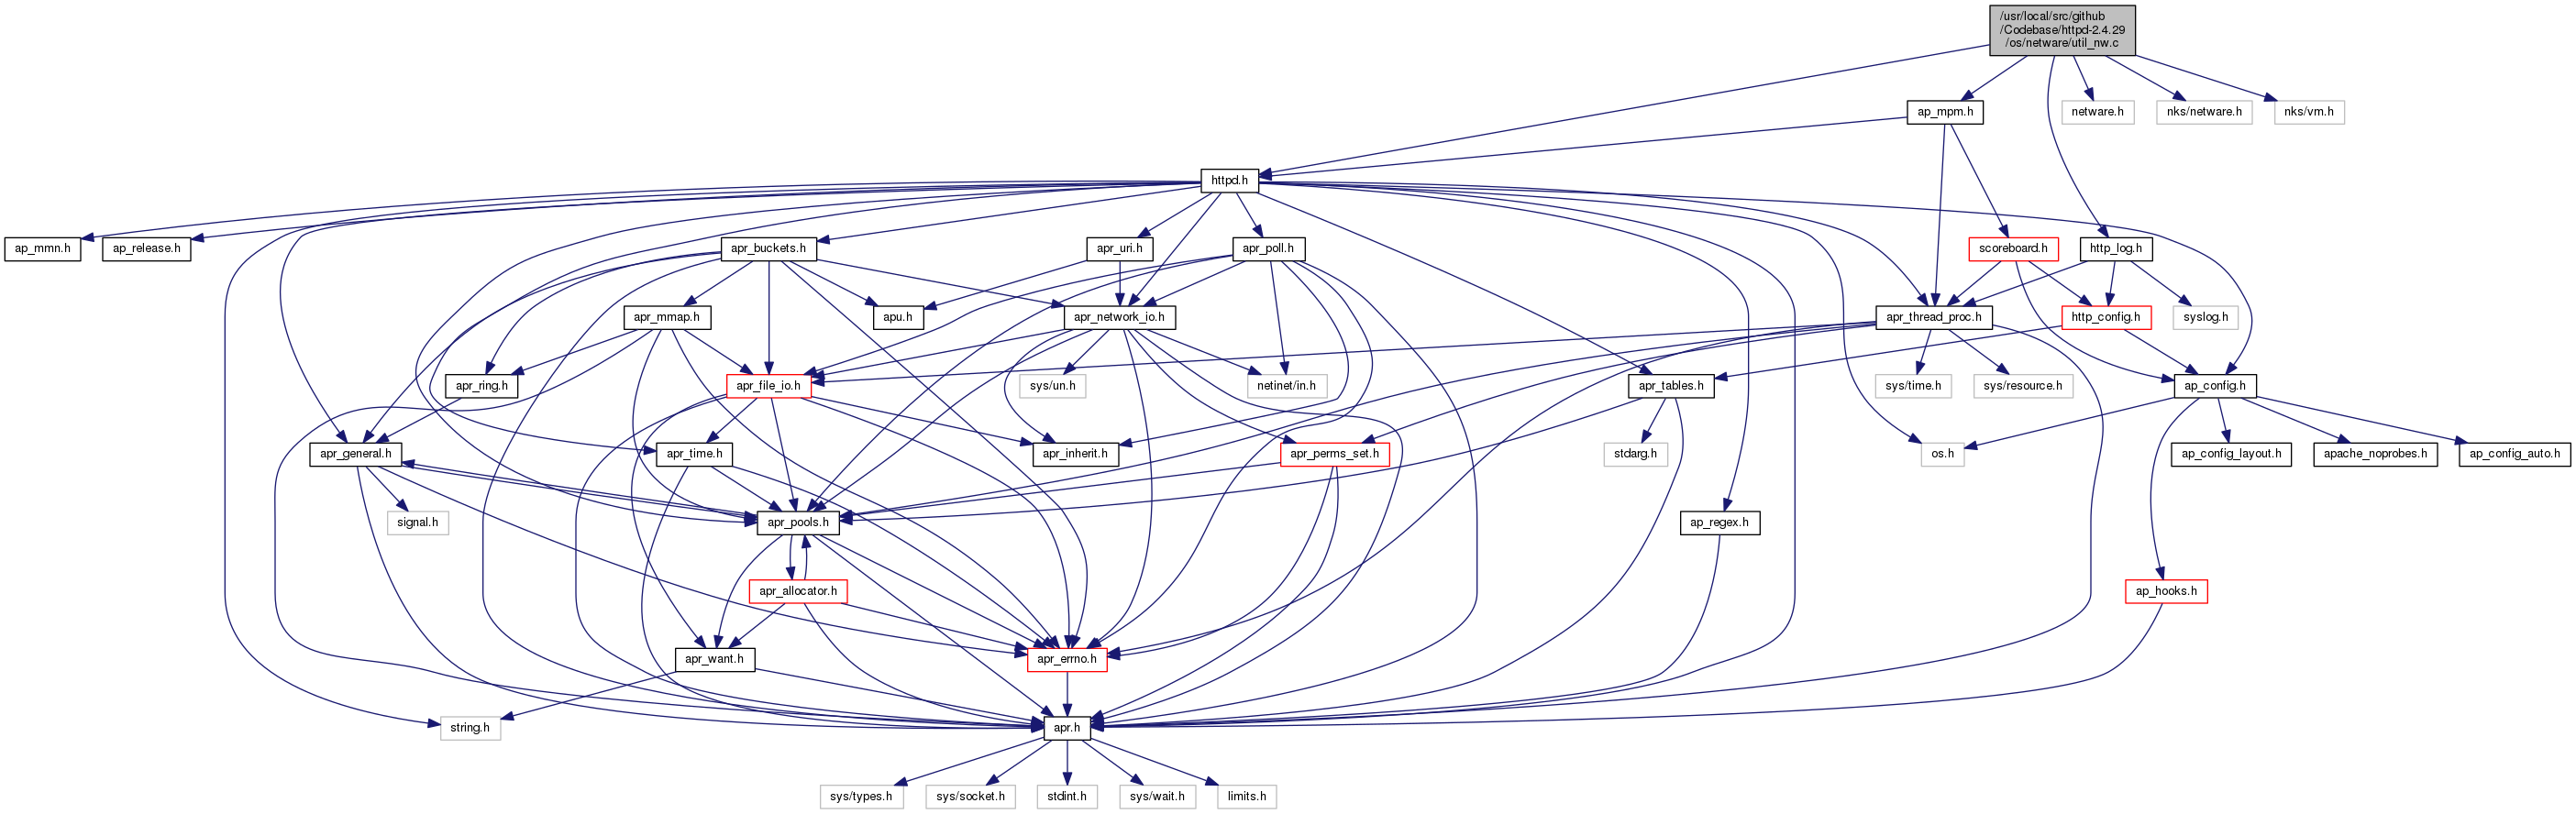 /usr/local/src/github
/Codebase/httpd-2.4.29
/os/netware/util_nw.c
ap_mpm.h
netware.h
nks/netware.h
nks/vm.h
httpd.h
ap_mmn.h
ap_release.h
apr_buckets.h
apr_uri.h
apr_poll.h
scoreboard.h
http_log.h
apr_mmap.h
apu.h
apr_network_io.h
apr_thread_proc.h
http_config.h
syslog.h
apr_ring.h
apr_file_io.h
sys/un.h
netinet/in.h
apr_tables.h
sys/time.h
sys/resource.h
ap_config.h
apr_general.h
apr_time.h
apr_inherit.h
apr_perms_set.h
stdarg.h
os.h
ap_config_layout.h
apache_noprobes.h
ap_config_auto.h
signal.h
apr_pools.h
ap_regex.h
apr_allocator.h
ap_hooks.h
apr_want.h
apr_errno.h
string.h
apr.h
sys/types.h
sys/socket.h
stdint.h
sys/wait.h
limits.h